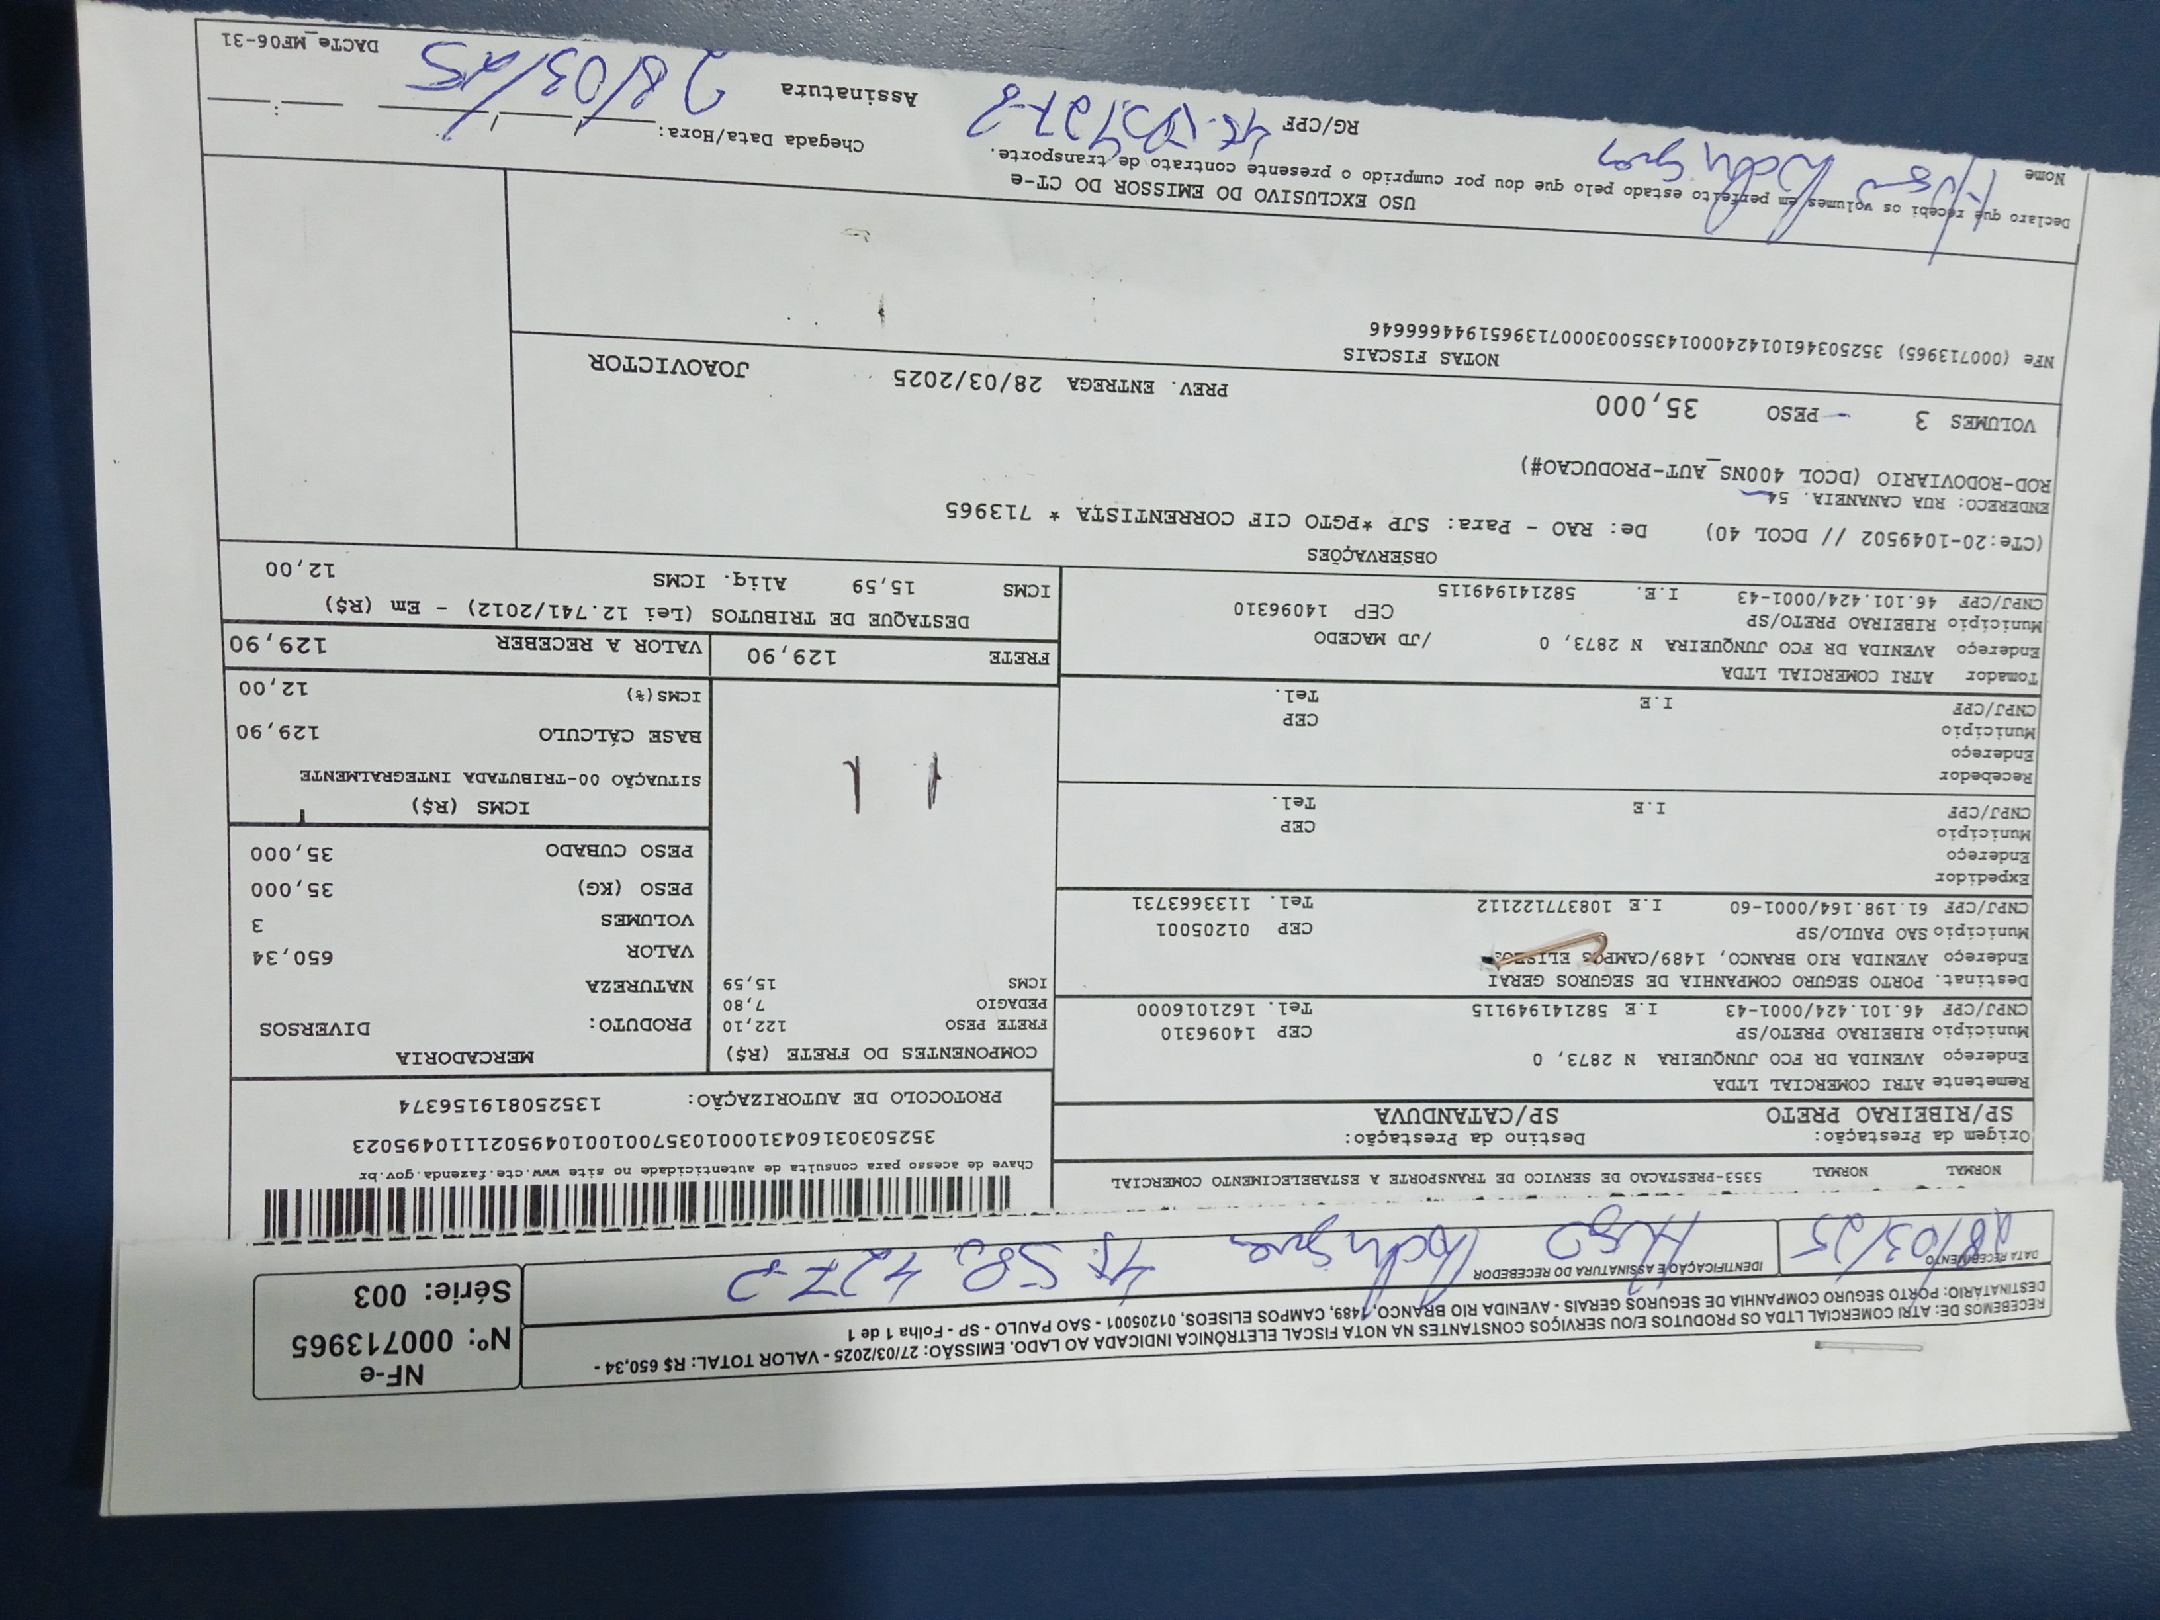 RECEBEMOS DE: ATRI COMERCIAL LTDA OS PRODUTOS E/OU SERVIÇOS CONSTANTES NA NOTA FISCAL ELETRÔNICA INDICADA AO LADO. EMISSÃO: 27/03/2025 - VALOR TOTAL: R$ 650,34 -
DESTINATÁRIO: PORTO SEGURO COMPANHIA DE SEGUROS GERAIS - AVENIDA RIO BRANCO, 1489, CAMPOS ELISEOS, 01205001 - SAO PAULO - SP - Folha 1 de 1
NF-e
Nº: 000713965
Série: 003
DATA RECEBIMENTO
28/03/25
IDENTIFICAÇÃO E ASSINATURA DO RECEBEDOR
Hugo Rodrigues
NORMAL NORMAL 5353-PRESTACAO DE SERVICO DE TRANSPORTE A ESTABELECIMENTO COMERCIAL
Origem da Prestação: Destino da Prestação:
SP/RIBEIRAO PRETO SP/CATANDUVA
Remetente ATRI COMERCIAL LTDA
Endereço AVENIDA DR FCO JUNQUEIRA N 2873, 0
Município RIBEIRAO PRETO/SP CEP 14096310
CNPJ/CPF 46.101.424/0001-43 I.E 582141949115 Tel. 1621016000
Destinat. PORTO SEGURO COMPANHIA DE SEGUROS GERAI
Endereço AVENIDA RIO BRANCO, 1489/CAMPOS ELISEOS
Município SAO PAULO/SP CEP 01205001
CNPJ/CPF 61.198.164/0001-60 I.E 108377122112 Tel. 1133663731
Expedidor
Endereço
Município CEP
CNPJ/CPF I.E Tel.
Recebedor
Endereço
Município CEP
CNPJ/CPF I.E Tel.
Tomador ATRI COMERCIAL LTDA
Endereço AVENIDA DR FCO JUNQUEIRA N 2873, 0 /JD MACEDO
Município RIBEIRAO PRETO/SP CEP 14096310
CNPJ/CPF 46.101.424/0001-43 I.E. 582141949115
Chave de acesso para consulta de autenticidade no site www.cte.fazenda.gov.br
35250303160431000103570010010495021110495023
PROTOCOLO DE AUTORIZAÇÃO: 135250819156374
COMPONENTES DO FRETE (R$)
FRETE PESO 122,10
PEDAGIO 7,80
ICMS 15,59
MERCADORIA
PRODUTO: DIVERSOS
NATUREZA
VALOR 650,34
VOLUMES 3
PESO (KG) 35,000
PESO CUBADO 35,000
ICMS (R$)
SITUAÇÃO 00-TRIBUTADA INTEGRALMENTE
BASE CÁLCULO 129,90
ICMS(%) 12,00
FRETE 129,90
VALOR A RECEBER 129,90
DESTAQUE DE TRIBUTOS (Lei 12.741/2012) - Em (R$)
ICMS 15,59 Aliq. ICMS 12,00
OBSERVAÇÕES
(CTe:20-1049502 // DCOL 40) De: RAO - Para: SJP *PGTO CIF CORRENTISTA * 713965
ENDERECO: RUA CANANEIA. 54
ROD-RODOVIARIO (DCOL 400NS_AUT-PRODUCAO#)
VOLUMES 3 PESO 35,000 PREV. ENTREGA 28/03/2025 JOAOVICTOR
NOTAS FISCAIS
NFe (000713965) 35250346101424000143550030007139651944666646
USO EXCLUSIVO DO EMISSOR DO CT-e
Declaro que recebi os volumes em perfeito estado pelo que dou por cumprido o presente contrato de transporte.
Chegada Data/Hora:
28/03/25
Nome Hugo Rodrigues RG/CPF Assinatura
DACTe_MF06-31